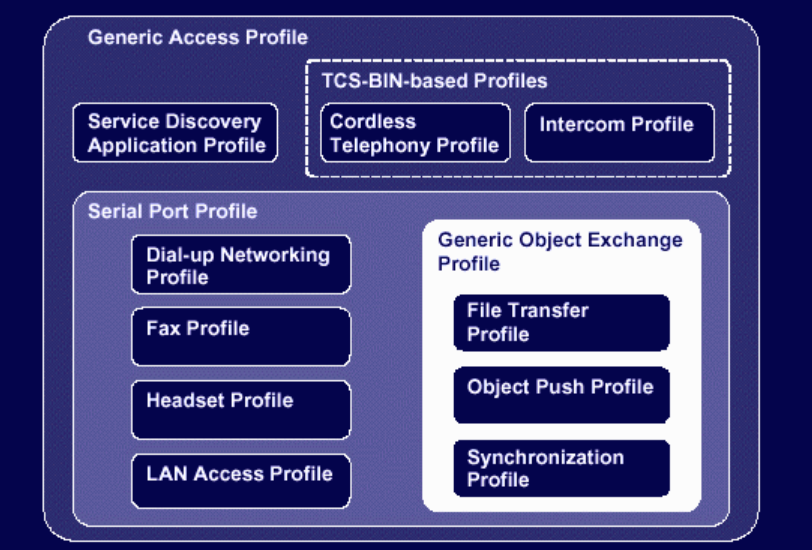 Generic Access Profile
TCS-BIN-based Profiles
Service Discovery
Application Profile
Cordless
Telephony Profile
Intercom Profile
Serial Port Profile
Dial-up Networking
Profile
Fax Profile
Headset Profile
LAN Access Profile
Generic Object Exchange
Profile
File Transfer
Profile
Object Push Profile
Synchronization
Profile